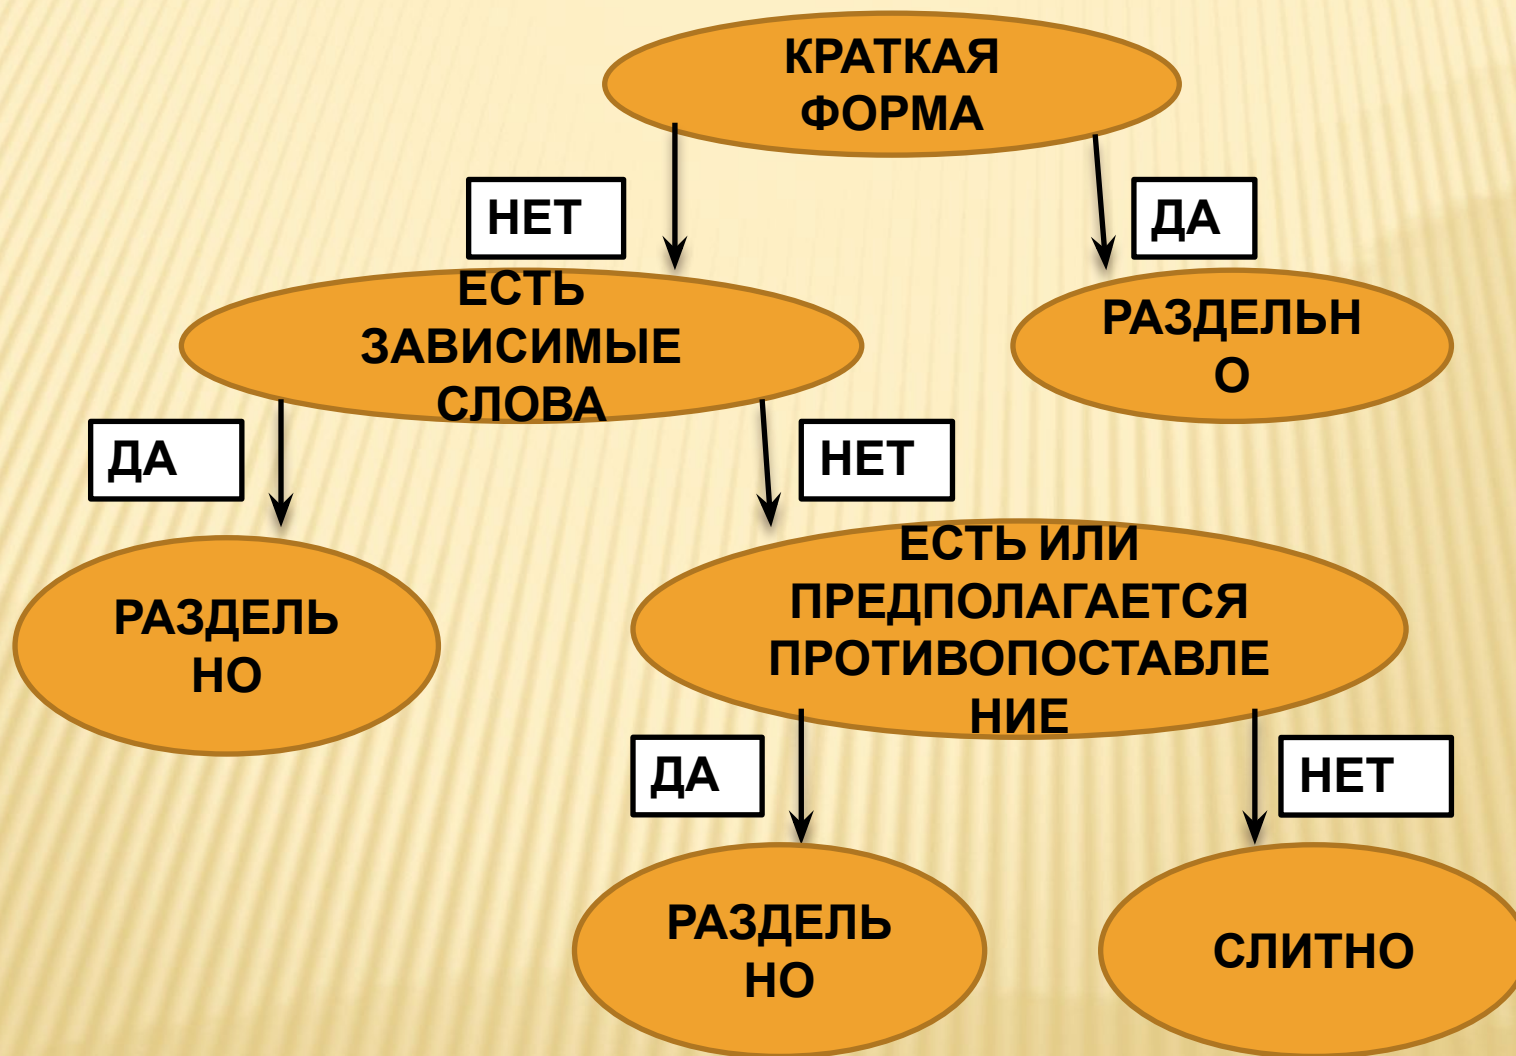 КРАТКАЯ
ФОРМА
НЕТ
ДА
ЕСТЬ
ЗАВИСИМЫЕ
СЛОВА
РАЗДЕЛЬН
О
ДА
НЕТ
РАЗДЕЛЬ
НО
ЕСТЬ ИЛИ
ПРЕДПОЛАГАЕТСЯ
ПРОТИВОПОСТАВЛЕ
НИЕ
ДА
НЕТ
РАЗДЕЛЬ
НО
СЛИТНО